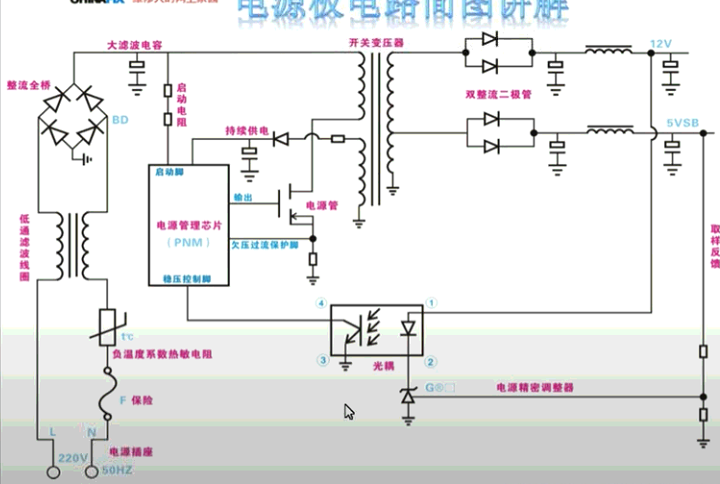 电源板电路简图讲解
大滤波电容
开关变压器
12V
整流全桥
启动电阻
双整流二极管
BD
持续供电
5VSB
启动脚
输出
电源管
低通滤波线圈
电源管理芯片
(PNM)
欠压过流保护脚
取样反馈
稳压控制脚
4
1
t℃
3
光耦
2
负温度系数热敏电阻
电源精密调整器
F 保险
L
N
电源插座
220V
50HZ